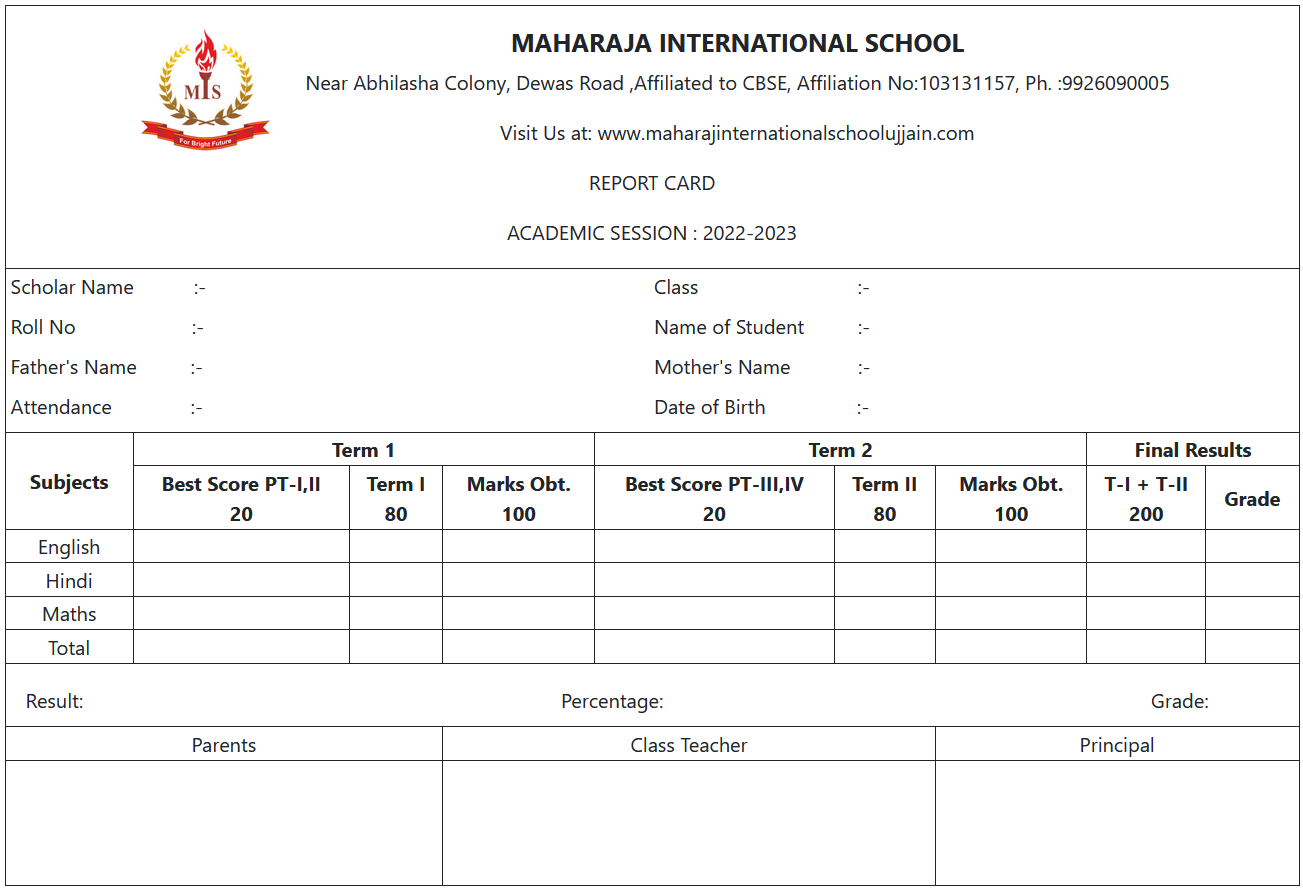 MAHARAJA INTERNATIONAL SCHOOL
Near Abhilasha Colony, Dewas Road ,Affiliated to CBSE, Affiliation No:103131157, Ph. :9926090005
MIS
For Bright Future
Visit Us at: www.maharajinternationalschoolujjain.com
REPORT CARD
ACADEMIC SESSION : 2022-2023
Scholar Name :- Class :-
Roll No :- Name of Student :-
Father's Name :- Mother's Name :-
Attendance :- Date of Birth :-
Subjects Term 1 Term 2 Final Results
Best Score PT-I,II Term I Marks Obt. Best Score PT-III,IV Term II Marks Obt. T-I + T-II Grade
20 80 100 20 80 100 200
English
Hindi
Maths
Total
Result: Percentage: Grade:
Parents Class Teacher Principal